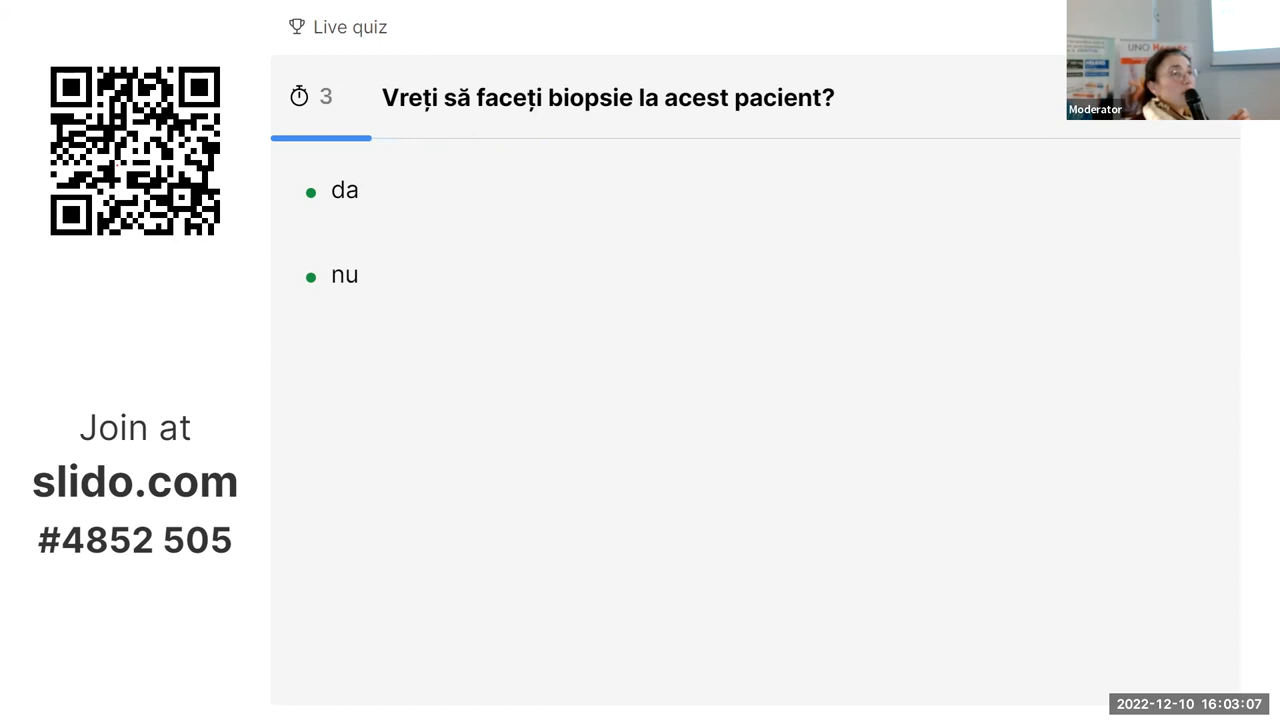 Live quiz
3
Vreți să faceți biopsie la acest pacient?
da
nu
Join at
slido.com
#4852 505
UNO
Moderator
2022-12-10 16:03:07